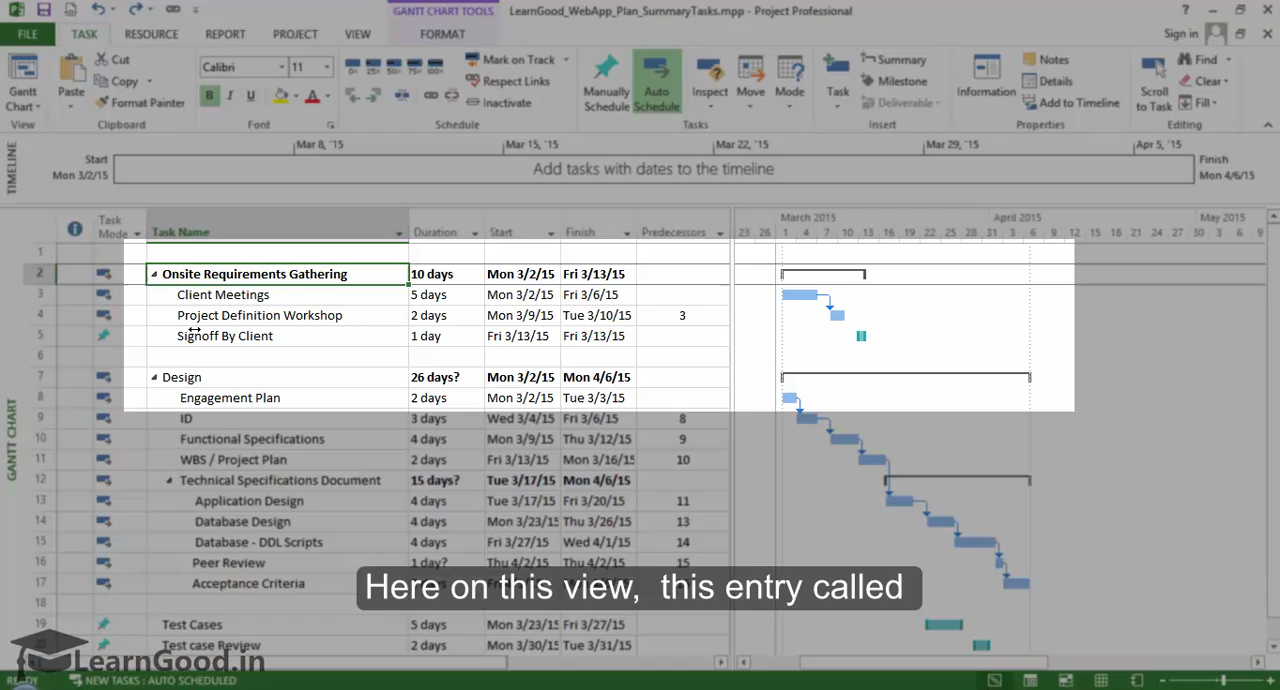 GANTT CHART TOOLS LearnGood_WebApp_Plan_SummaryTasks.mpp - Project Professional
FILE TASK RESOURCE REPORT PROJECT VIEW FORMAT Sign in
Gantt Chart
View
Paste
Cut
Copy
Format Painter
Clipboard
Calibri 11
B I U A
Font
0% 25% 50% 75% 100%
Mark on Track
Respect Links
Inactivate
Schedule
Manually Schedule
Auto Schedule
Inspect Move Mode
Tasks
Task
Summary
Milestone
Deliverable
Insert
Information
Notes
Details
Add to Timeline
Properties
Scroll to Task
Find
Clear
Fill
Editing
TIMELINE
Mar 8, '15 Mar 15, '15 Mar 22, '15 Mar 29, '15 Apr 5, '15
Start
Mon 3/2/15
Add tasks with dates to the timeline
Finish
Mon 4/6/15
GANTT CHART
Task Mode Task Name Duration Start Finish Predecessors
March 2015 April 2015 May 2015
23 26 1 4 7 10 13 16 19 22 25 28 31 3 6 9 12 15 18 21 24 27 30 3 6 9
1
2 Onsite Requirements Gathering 10 days Mon 3/2/15 Fri 3/13/15
3 Client Meetings 5 days Mon 3/2/15 Fri 3/6/15
4 Project Definition Workshop 2 days Mon 3/9/15 Tue 3/10/15 3
5 Signoff By Client 1 day Fri 3/13/15 Fri 3/13/15
6
7 Design 26 days? Mon 3/2/15 Mon 4/6/15
8 Engagement Plan 2 days Mon 3/2/15 Tue 3/3/15
9 ID 3 days Wed 3/4/15 Fri 3/6/15 8
10 Functional Specifications 4 days Mon 3/9/15 Thu 3/12/15 9
11 WBS / Project Plan 2 days Fri 3/13/15 Mon 3/16/15 10
12 Technical Specifications Document 15 days? Tue 3/17/15 Mon 4/6/15
13 Application Design 4 days Tue 3/17/15 Fri 3/20/15 11
14 Database Design 4 days Mon 3/23/15 Thu 3/26/15 13
15 Database - DDL Scripts 4 days Fri 3/27/15 Wed 4/1/15 14
16 Peer Review 1 day? Thu 4/2/15 Thu 4/2/15 15
17 Acceptance Criteria
18
Here on this view, this entry called
19 Test Cases 5 days Mon 3/23/15 Fri 3/27/15
Test case Review 2 days Mon 3/30/15 Tue 3/31/15
LearnGood.in
READY NEW TASKS : AUTO SCHEDULED